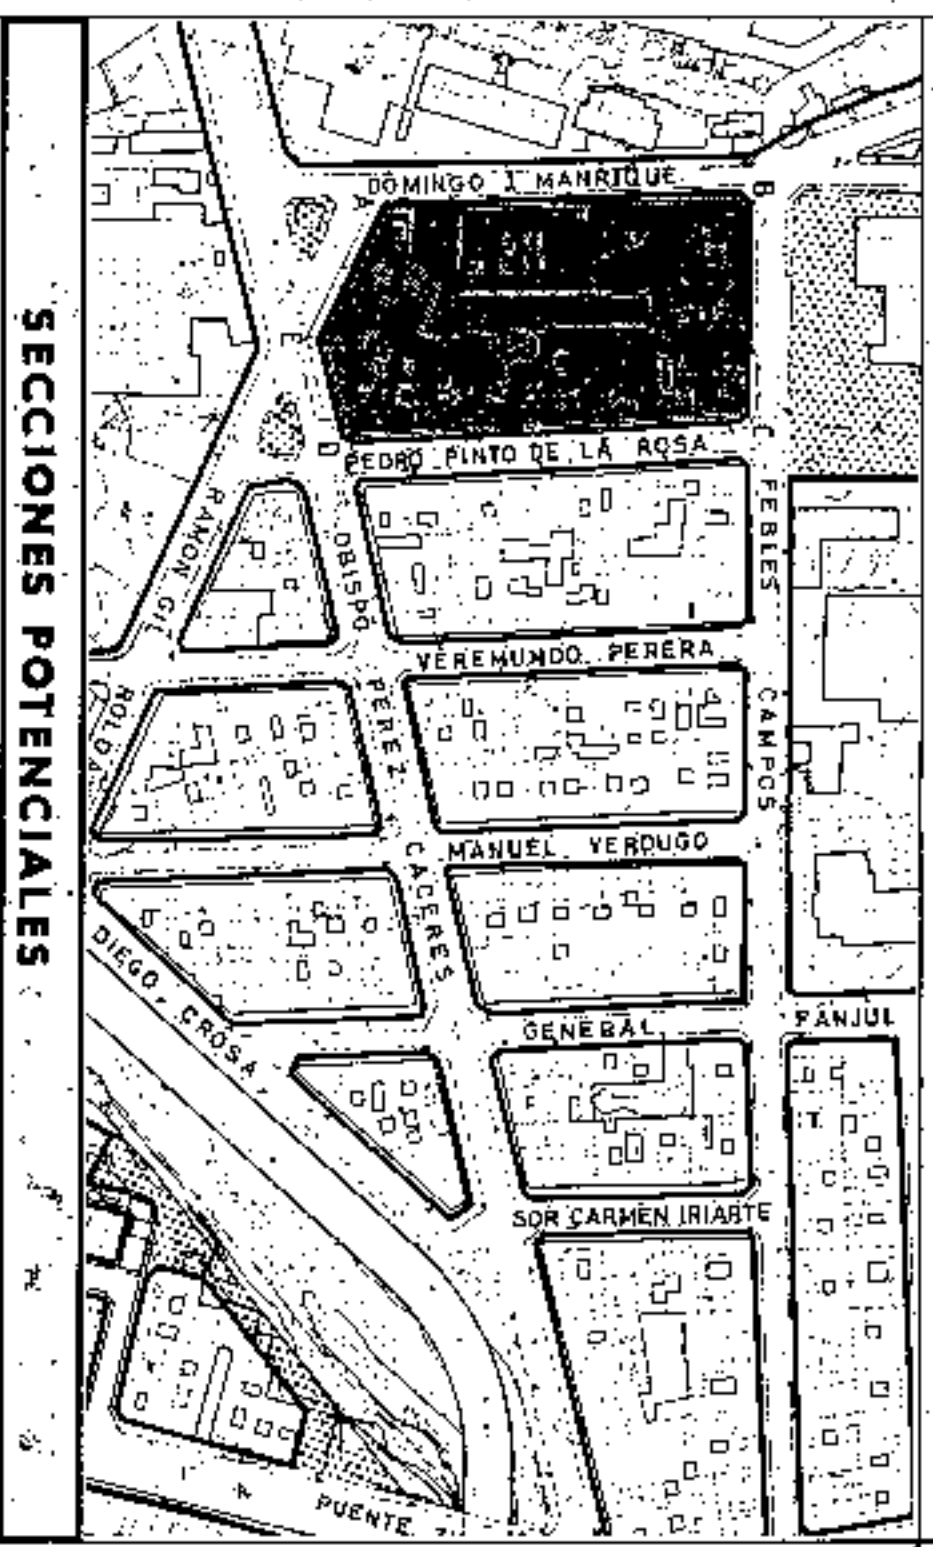 SECCIONES POTENCIALES
DOMINGO J. MANRIQUE
A
B
E
D
C
PEDRO PINTO DE LA ROSA
RAMON GIL
ROLDAN
OBISPO
PEREZ
CACERES
FEBLES
CAMPOS
VEREMUNDO PERERA
MANUEL VERDUGO
DIEGO CROSA
GENERAL
FANJUL
T
SOR CARMEN IRIARTE
PUENTE